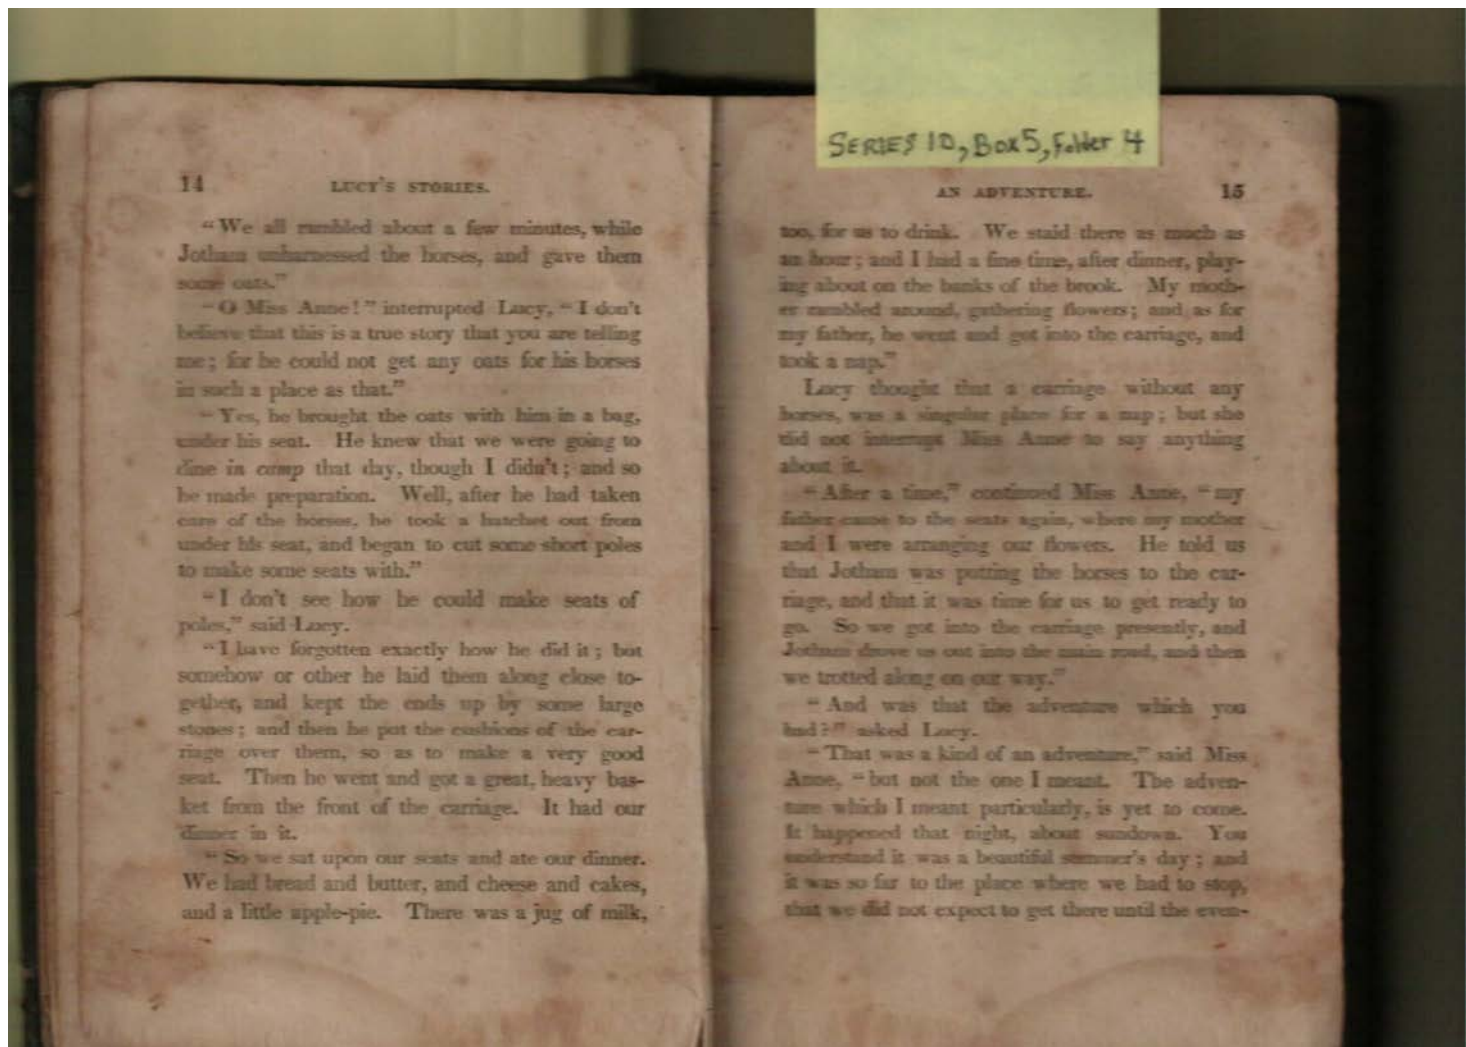 SERIES 10, Box 5, Folder 4
14 LUCY'S STORIES.
"We all rambled about a few minutes, while
Jotham unharnessed the horses, and gave them
some oats."
"O Miss Anne!" interrupted Lucy, "I don't
believe that this is a true story that you are telling
me; for he could not get any oats for his horses
in such a place as that."
"Yes, he brought the oats with him in a bag,
under his seat. He knew that we were going to
dine in camp that day, though I didn't; and so
he made preparation. Well, after he had taken
care of the horses, he took a hatchet out from
under his seat, and began to cut some short poles
to make some seats with."
"I don't see how he could make seats of
poles," said Lucy.
"I have forgotten exactly how he did it; but
somehow or other he laid them along close to-
gether, and kept the ends up by some large
stones; and then he put the cushions of the car-
riage over them, so as to make a very good
seat. Then he went and got a great, heavy bas-
ket from the front of the carriage. It had our
dinner in it.
"So we sat upon our seats and ate our dinner.
We had bread and butter, and cheese and cakes,
and a little apple-pie. There was a jug of milk,
AN ADVENTURE. 15
too, for us to drink. We staid there as much as
an hour; and I had a fine time, after dinner, play-
ing about on the banks of the brook. My moth-
er rambled around, gathering flowers; and as for
my father, he went and got into the carriage, and
took a nap."
Lucy thought that a carriage without any
horses, was a singular place for a nap; but she
did not interrupt Miss Anne to say anything
about it.
"After a time," continued Miss Anne, "my
father came to the seats again, where my mother
and I were arranging our flowers. He told us
that Jotham was putting the horses to the car-
riage, and that it was time for us to get ready to
go. So we got into the carriage presently, and
Jotham drove us out into the main road, and then
we trotted along on our way."
"And was that the adventure which you
had?" asked Lucy.
"That was a kind of an adventure," said Miss
Anne, "but not the one I meant. The adven-
ture which I meant particularly, is yet to come.
It happened that night, about sundown. You
understand it was a beautiful summer's day; and
it was so far to the place where we had to stop,
that we did not expect to get there until the even-